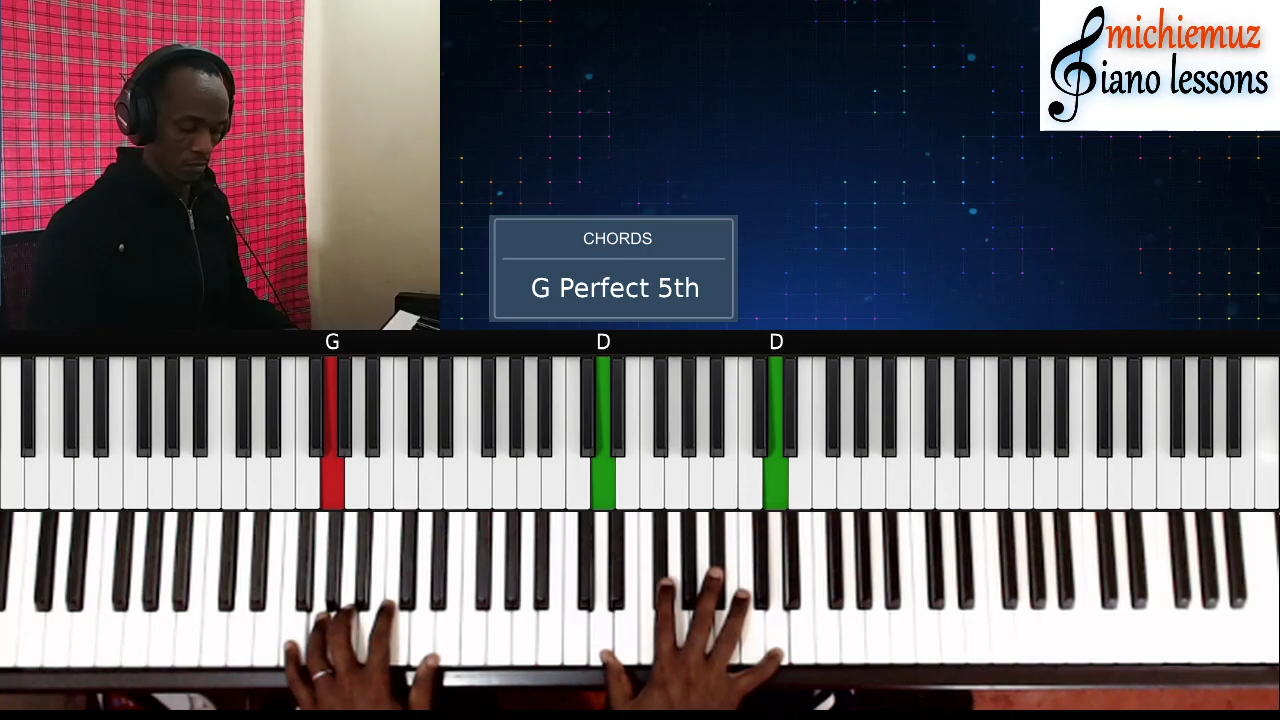 michiemuz
iano lessons
CHORDS
G Perfect 5th
G D D